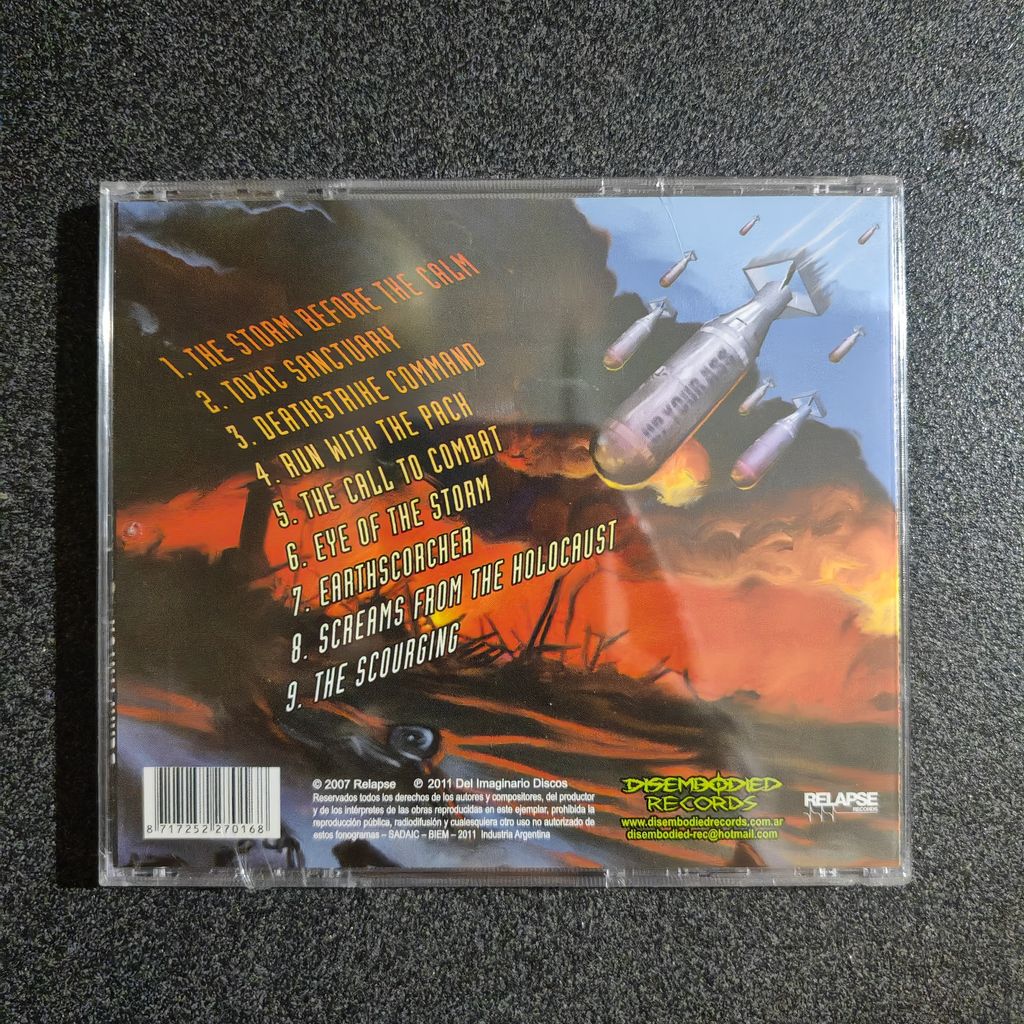 1. THE STORM BEFORE THE CALM
2. TOXIC SANCTUARY
3. DEATHSTRIKE COMMAND
4. RUN WITH THE PACK
5. THE CALL TO COMBAT
6. EYE OF THE STORM
7. EARTHSCORCHER
8. SCREAMS FROM THE HOLOCAUST
9. THE SCOURGING
UP YOUR ASS
8 717252 270168
© 2007 Relapse ℗ 2011 Del Imaginario Discos
Reservados todos los derechos de los autores y compositores, del productor
y de los intérpretes de las obras reproducidas en este ejemplar, prohibida la
reproducción pública, radiodifusión y cualesquiera otro uso no autorizado de
estos fonogramas – SADAIC – BIEM – 2011 Industria Argentina
DISEMBODIED
RECORDS
www.disembodiedrecords.com.ar
disembodied-rec@hotmail.com
RELAPSE
RECORDS